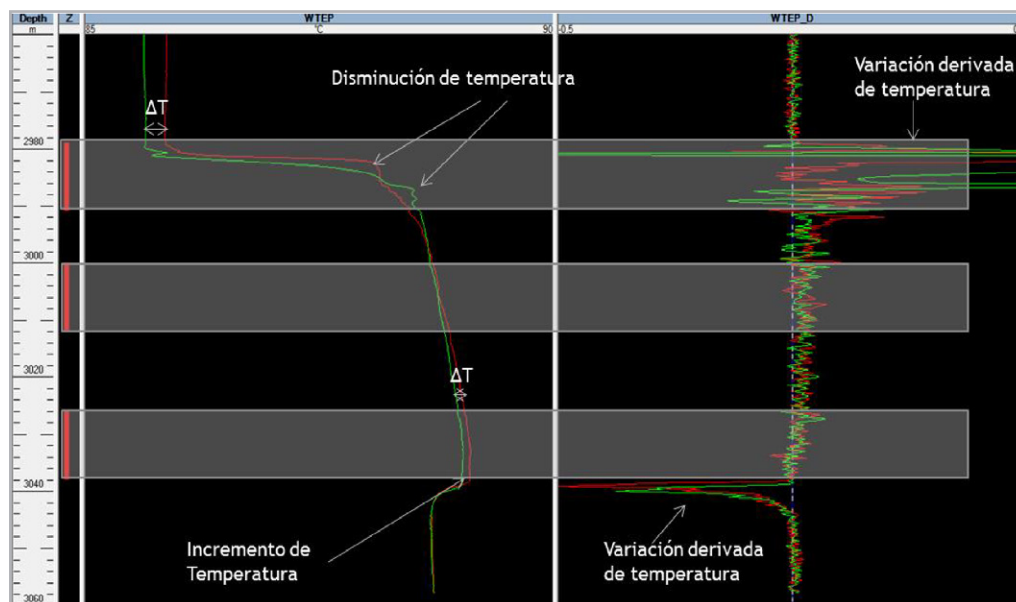 Depth Z WTEP WTEP_D
m 85 °C 90 -0.5
Disminución de temperatura
Variación derivada
de temperatura
ΔT
2980
3000
3020
ΔT
3040
Incremento de
Temperatura
Variación derivada
de temperatura
3060